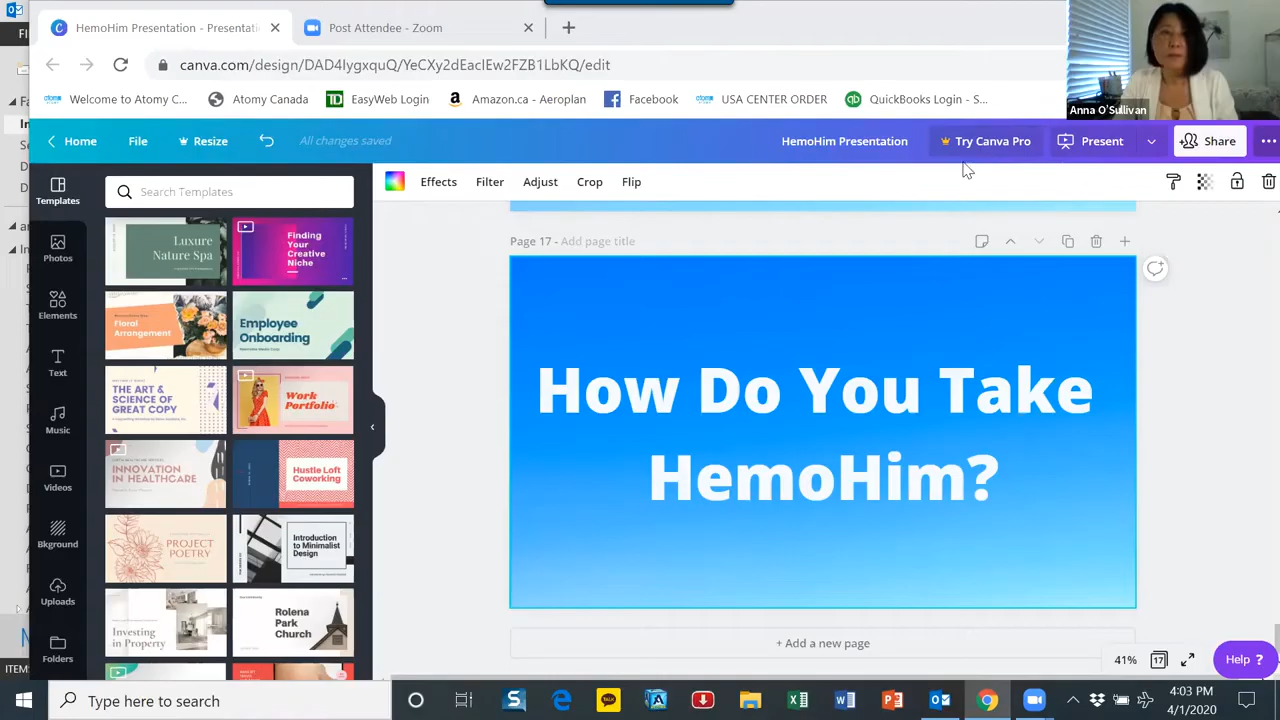 HemoHim Presentation - Presentati
Post Attendee - Zoom
canva.com/design/DAD4IygxquQ/YeCXy2dEacIEw2FZB1LbKQ/edit
Welcome to Atomy C...
Atomy Canada
EasyWeb Login
Amazon.ca - Aeroplan
Facebook
USA CENTER ORDER
QuickBooks Login - S...
Anna O'Sullivan
Home
File
Resize
All changes saved
HemoHim Presentation
Try Canva Pro
Present
Share
Templates
Search Templates
Effects
Filter
Adjust
Crop
Flip
Photos
Elements
Text
Music
Videos
Bkground
Uploads
Folders
Luxure
Nature Spa
Finding
Your
Creative
Niche
Floral
Arrangement
Employee
Onboarding
THE ART &
SCIENCE OF
GREAT COPY
Work
Portfolio
INNOVATION
IN HEALTHCARE
Hustle Loft
Coworking
PROJECT
POETRY
Introduction
to Minimalist
Design
Investing
in Property
Rolena
Park
Church
Page 17 - Add page title
How Do You Take
HemoHim?
+ Add a new page
41%
17
Help ?
ITEMS
Type here to search
4:03 PM
4/1/2020